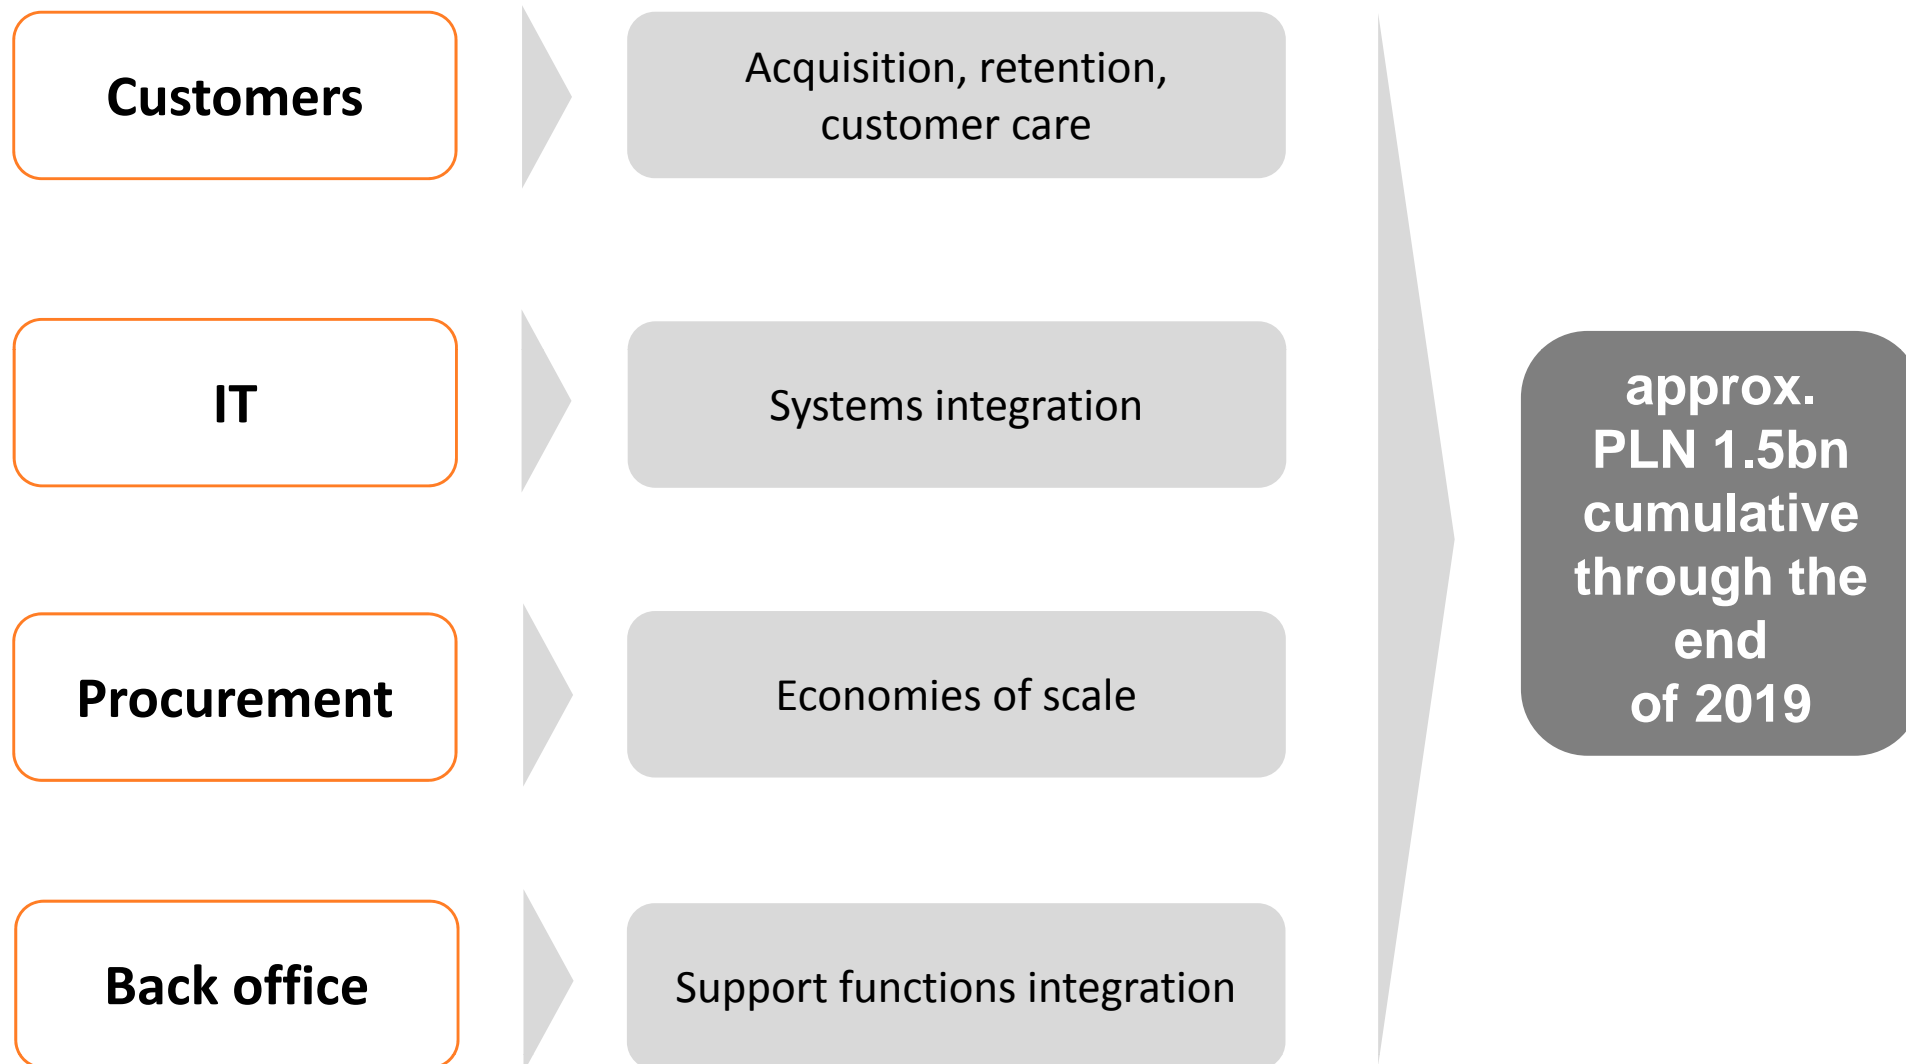 Customers
Acquisition, retention,
customer care
IT
Systems integration
Procurement
Economies of scale
Back office
Support functions integration
approx.
PLN 1.5bn
cumulative
through the
end
of 2019